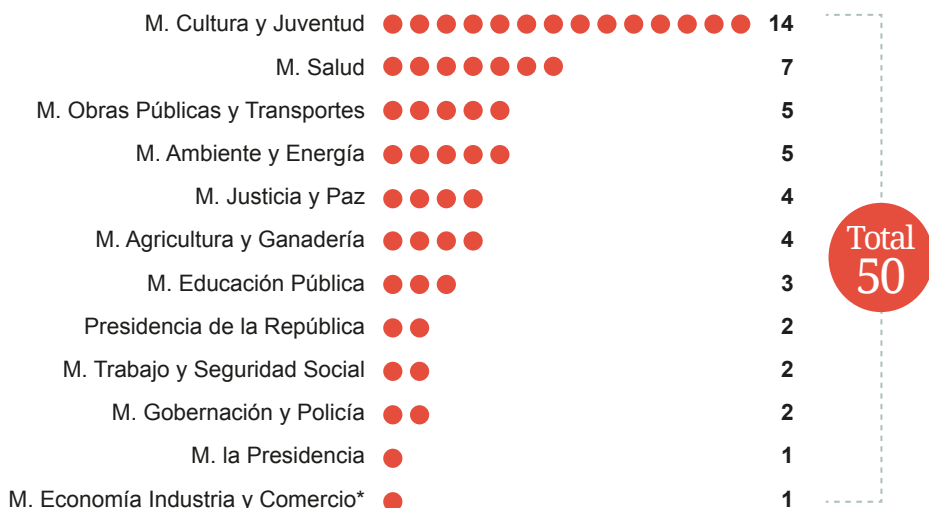 M. Cultura y Juventud 14
M. Salud 7
M. Obras Públicas y Transportes 5
M. Ambiente y Energía 5
M. Justicia y Paz 4
M. Agricultura y Ganadería 4
M. Educación Pública 3
Presidencia de la República 2
M. Trabajo y Seguridad Social 2
M. Gobernación y Policía 2
M. la Presidencia 1
M. Economía Industria y Comercio* 1
Total
50